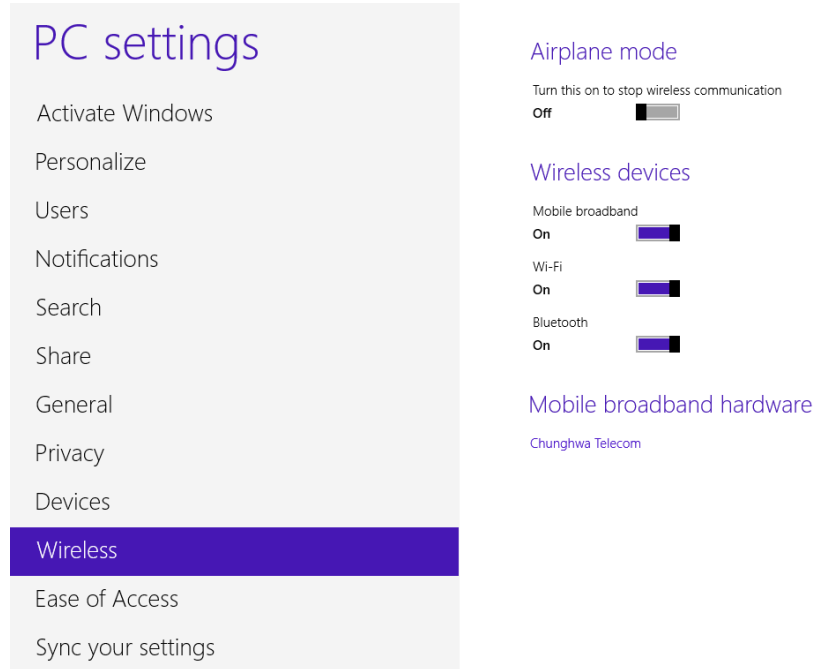 PC settings
Activate Windows
Personalize
Users
Notifications
Search
Share
General
Privacy
Devices
Wireless
Ease of Access
Sync your settings
Airplane mode
Turn this on to stop wireless communication
Off
Wireless devices
Mobile broadband
On
Wi-Fi
On
Bluetooth
On
Mobile broadband hardware
Chunghwa Telecom